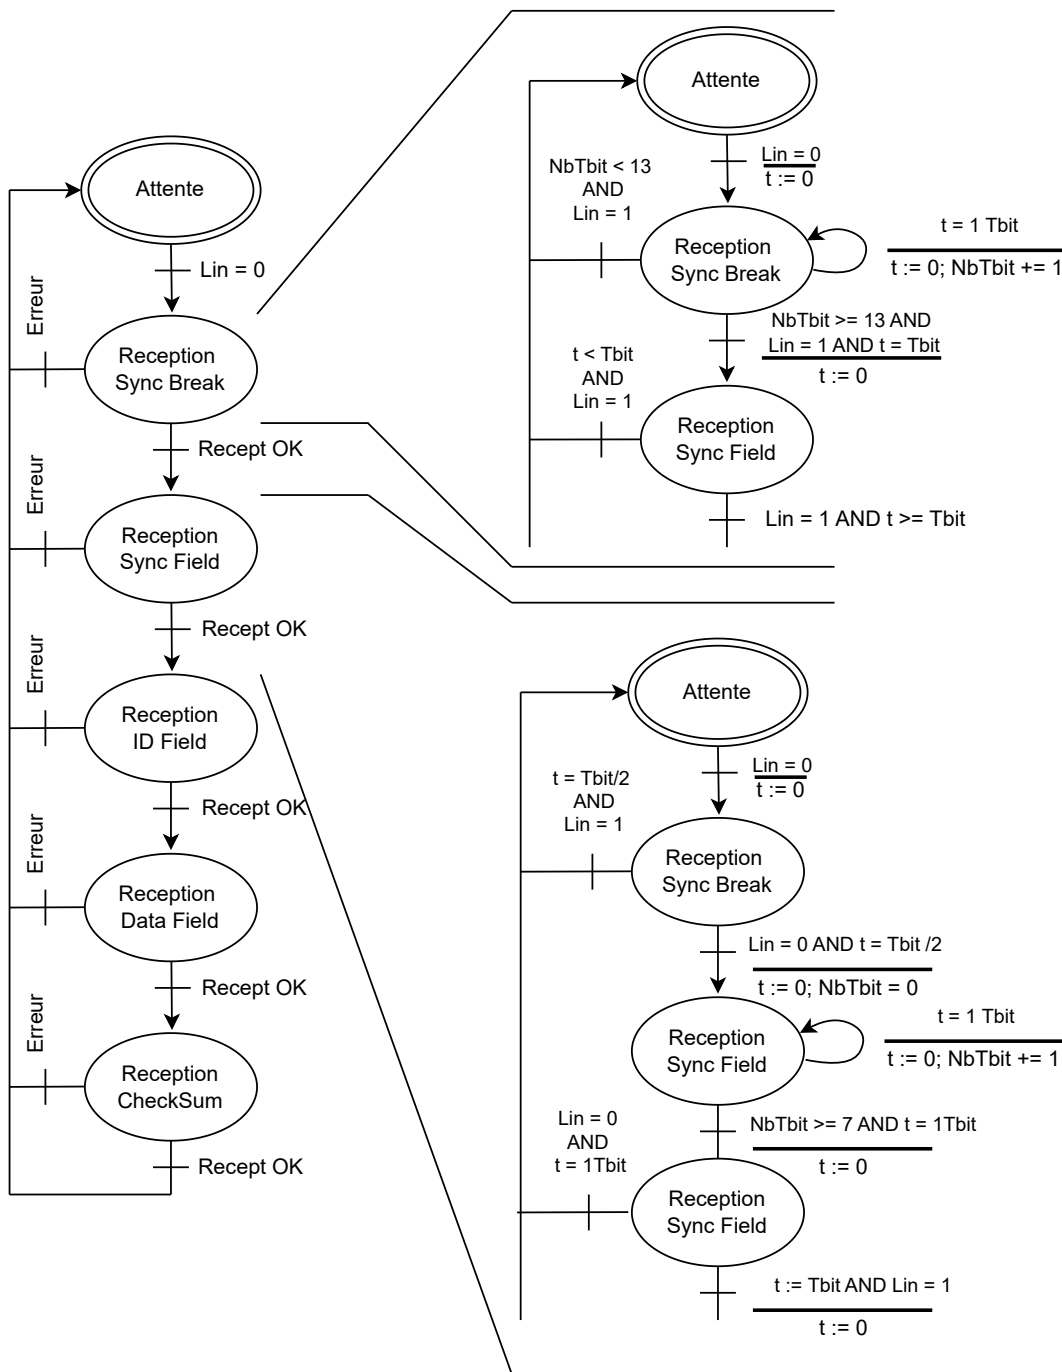 Attente
Lin = 0
Erreur
Reception
Sync Break
Recept OK
Erreur
Reception
Sync Field
Recept OK
Erreur
Reception
ID Field
Recept OK
Erreur
Reception
Data Field
Recept OK
Erreur
Reception
CheckSum
Recept OK
Attente
Lin = 0
t := 0
NbTbit < 13
AND
Lin = 1
Reception
Sync Break
t = 1 Tbit
t := 0; NbTbit += 1
NbTbit >= 13 AND
Lin = 1 AND t = Tbit
t := 0
t < Tbit
AND
Lin = 1
Reception
Sync Field
Lin = 1 AND t >= Tbit
Attente
Lin = 0
t := 0
t = Tbit/2
AND
Lin = 1
Reception
Sync Break
Lin = 0 AND t = Tbit /2
t := 0; NbTbit = 0
Reception
Sync Field
t = 1 Tbit
t := 0; NbTbit += 1
NbTbit >= 7 AND t = 1Tbit
t := 0
Lin = 0
AND
t = 1Tbit
Reception
Sync Field
t := Tbit AND Lin = 1
t := 0